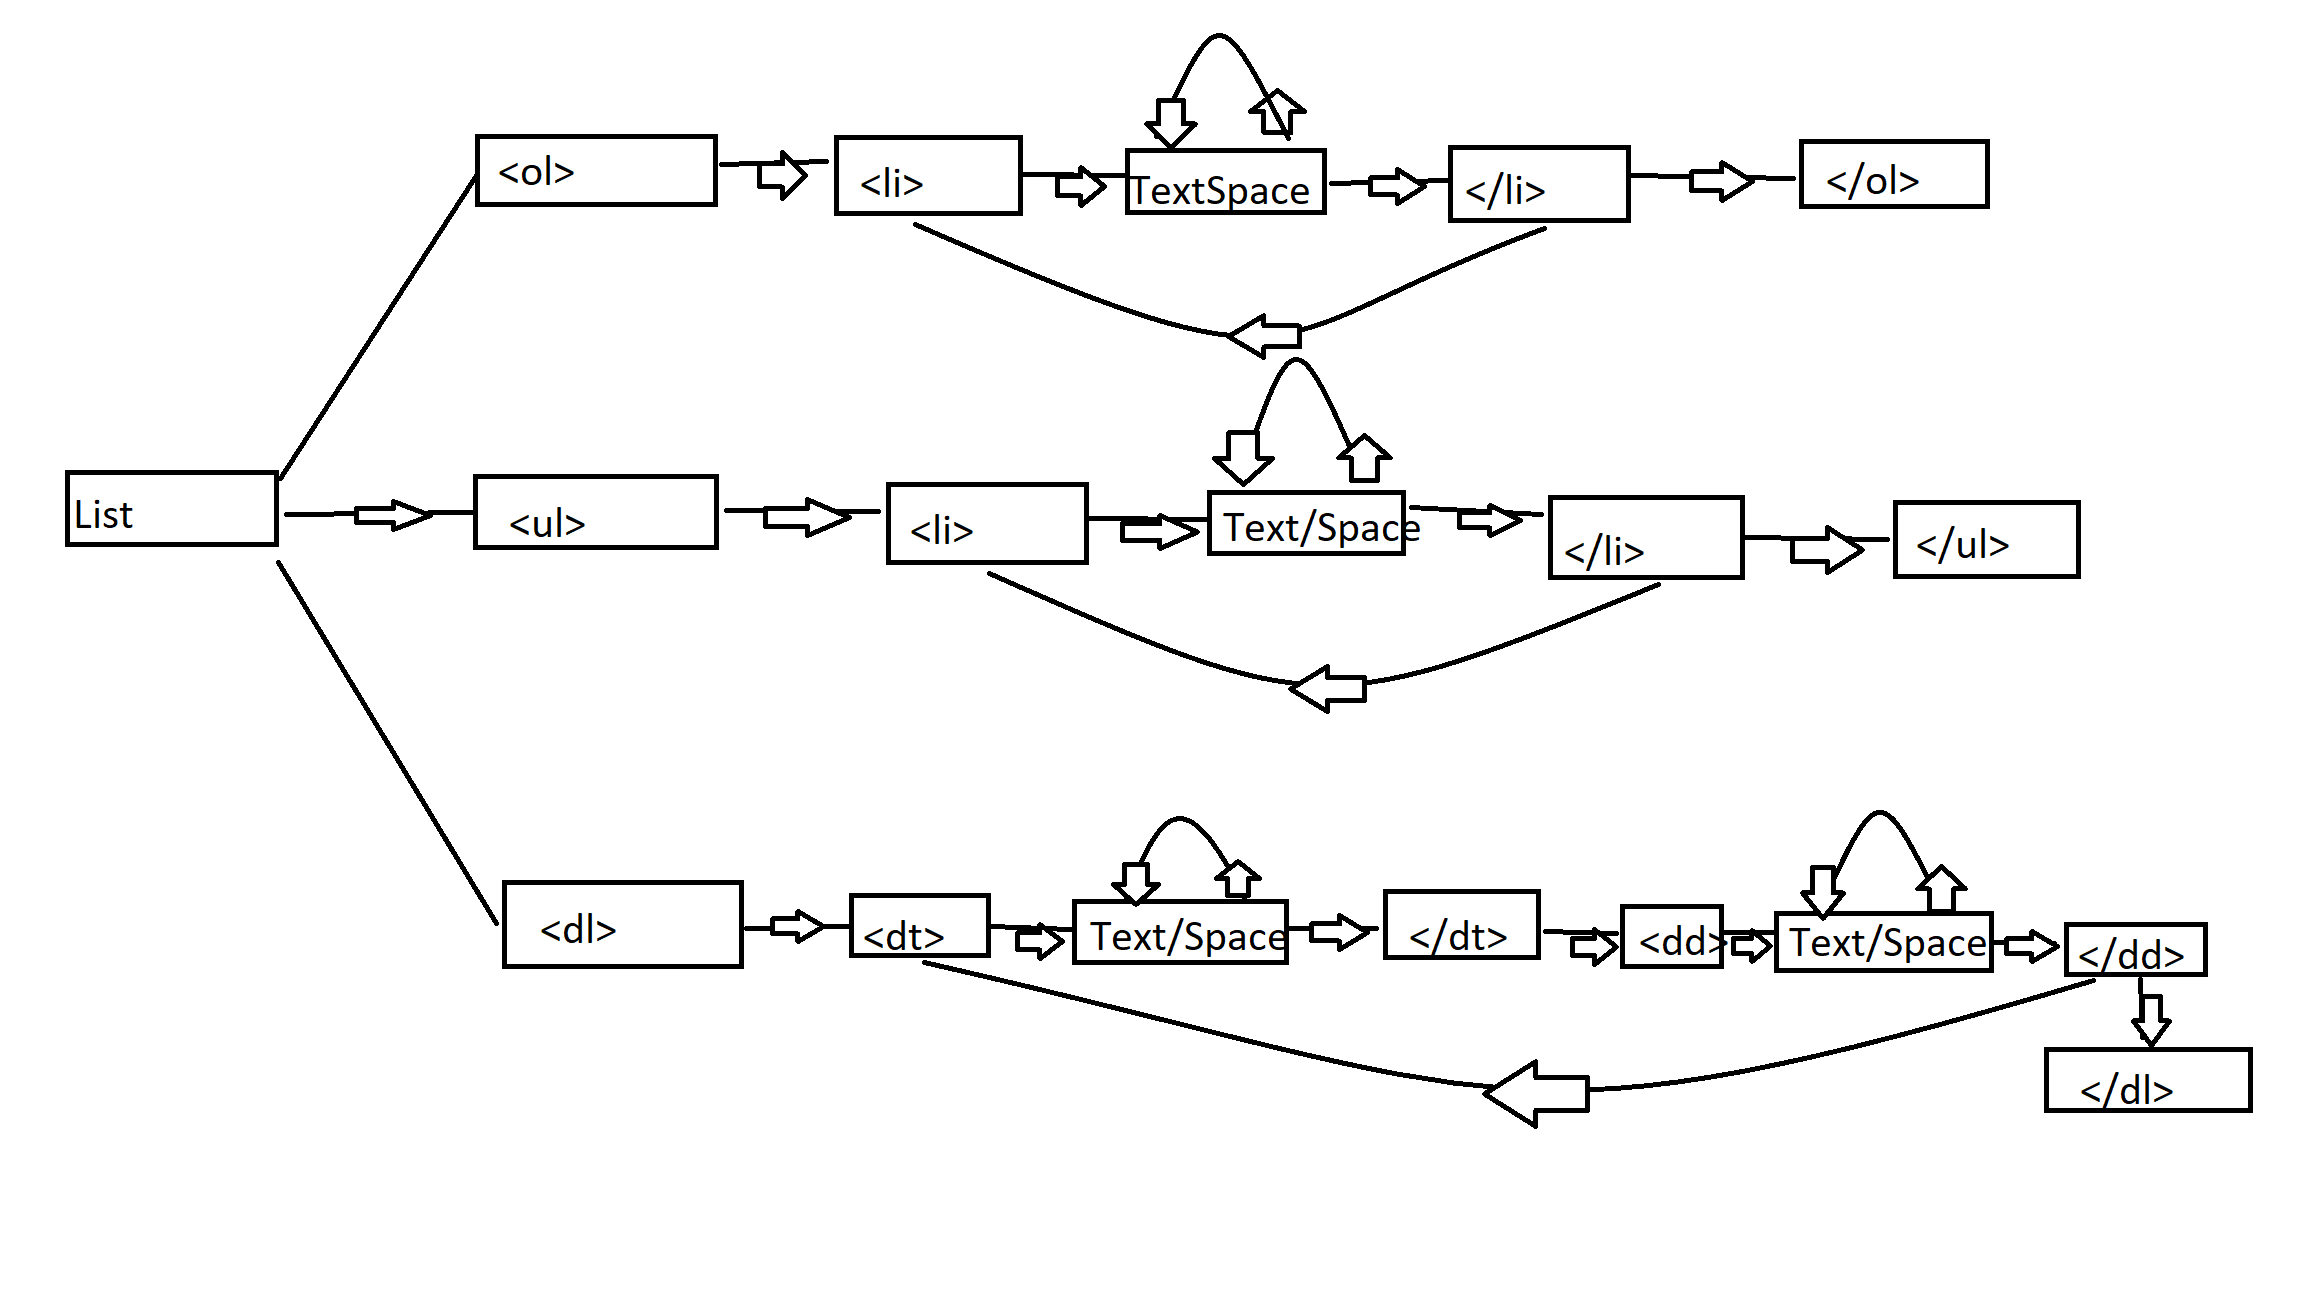 <ol>
<li>
TextSpace
</li>
</ol>
List
<ul>
<li>
Text/Space
</li>
</ul>
<dl>
<dt>
Text/Space
</dt>
<dd>
Text/Space
</dd>
</dl>